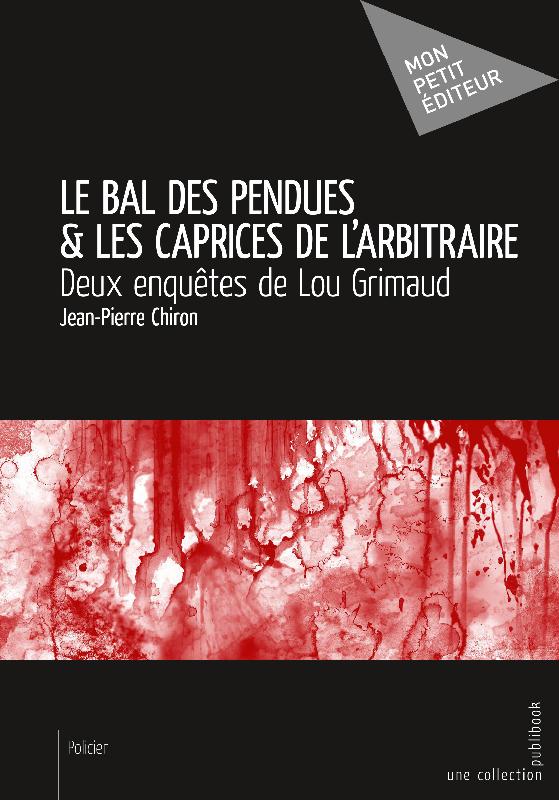 MON
PETIT
ÉDITEUR
LE BAL DES PENDUES
& LES CAPRICES DE L'ARBITRAIRE
Deux enquêtes de Lou Grimaud
Jean-Pierre Chiron
Policier
une collection
publibook